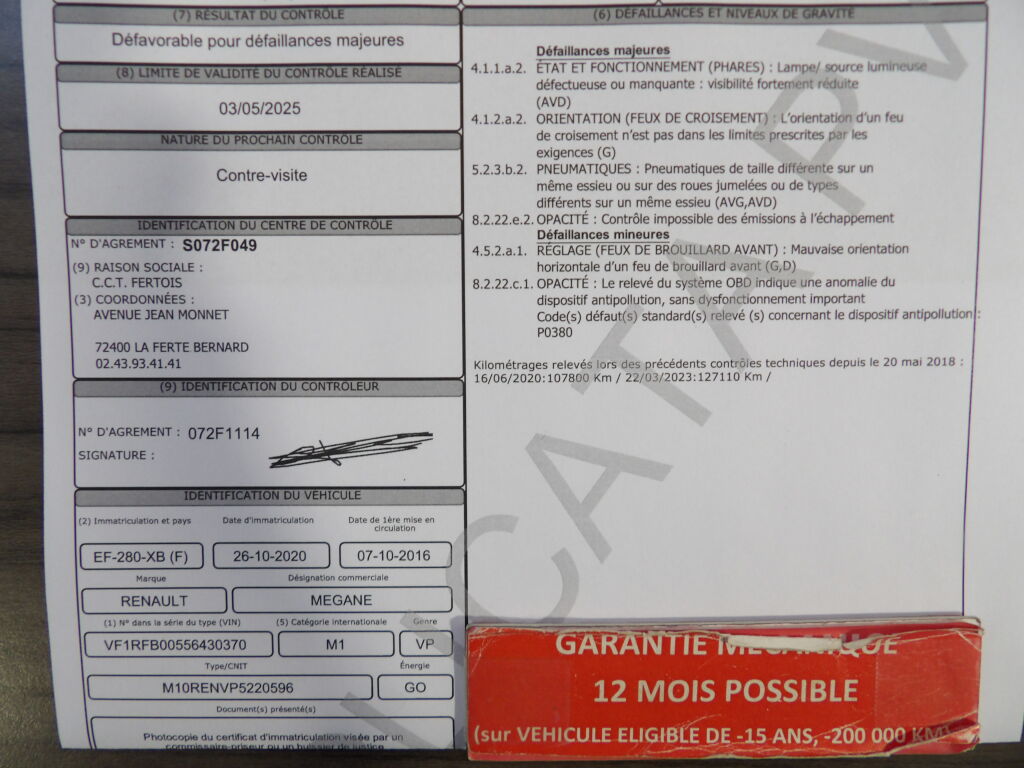 (7) RÉSULTAT DU CONTRÔLE
Défavorable pour défaillances majeures
(8) LIMITE DE VALIDITÉ DU CONTRÔLE RÉALISÉ
03/05/2025
NATURE DU PROCHAIN CONTRÔLE
Contre-visite
IDENTIFICATION DU CENTRE DE CONTRÔLE
N° D'AGREMENT : S072F049
(9) RAISON SOCIALE :
C.C.T. FERTOIS
(3) COORDONNÉES :
AVENUE JEAN MONNET
72400 LA FERTE BERNARD
02.43.93.41.41
(9) IDENTIFICATION DU CONTRÔLEUR
N° D'AGREMENT : 072F1114
SIGNATURE :
IDENTIFICATION DU VÉHICULE
(2) Immatriculation et pays
Date d'immatriculation
Date de 1ère mise en
circulation
EF-280-XB (F)
26-10-2020
07-10-2016
Marque
Désignation commerciale
RENAULT
MEGANE
(1) N° dans la série du type (VIN)
(5) Catégorie internationale
Genre
VF1RFB00556430370
M1
VP
Type/CNIT
Énergie
M10RENVP5220596
GO
Document(s) présenté(s)
Photocopie du certificat d'immatriculation visée par un
commissaire-priseur ou un huissier de justice
(6) DÉFAILLANCES ET NIVEAUX DE GRAVITÉ
Défaillances majeures
4.1.1.a.2. ÉTAT ET FONCTIONNEMENT (PHARES) : Lampe/ source lumineuse
défectueuse ou manquante : visibilité fortement réduite
(AVD)
4.1.2.a.2. ORIENTATION (FEUX DE CROISEMENT) : L'orientation d'un feu
de croisement n'est pas dans les limites prescrites par les
exigences (G)
5.2.3.b.2. PNEUMATIQUES : Pneumatiques de taille différente sur un
même essieu ou sur des roues jumelées ou de types
différents sur un même essieu (AVG,AVD)
8.2.22.e.2. OPACITÉ : Contrôle impossible des émissions à l'échappement
Défaillances mineures
4.5.2.a.1. RÉGLAGE (FEUX DE BROUILLARD AVANT) : Mauvaise orientation
horizontale d'un feu de brouillard avant (G,D)
8.2.22.c.1. OPACITÉ : Le relevé du système OBD indique une anomalie du
dispositif antipollution, sans dysfonctionnement important
Code(s) défaut(s) standard(s) relevé (s) concernant le dispositif antipollution :
P0380
Kilométrages relevés lors des précédents contrôles techniques depuis le 20 mai 2018 :
16/06/2020:107800 Km / 22/03/2023:127110 Km /
GARANTIE MECANIQUE
12 MOIS POSSIBLE
(sur VEHICULE ELIGIBLE DE -15 ANS, -200 000 KM)